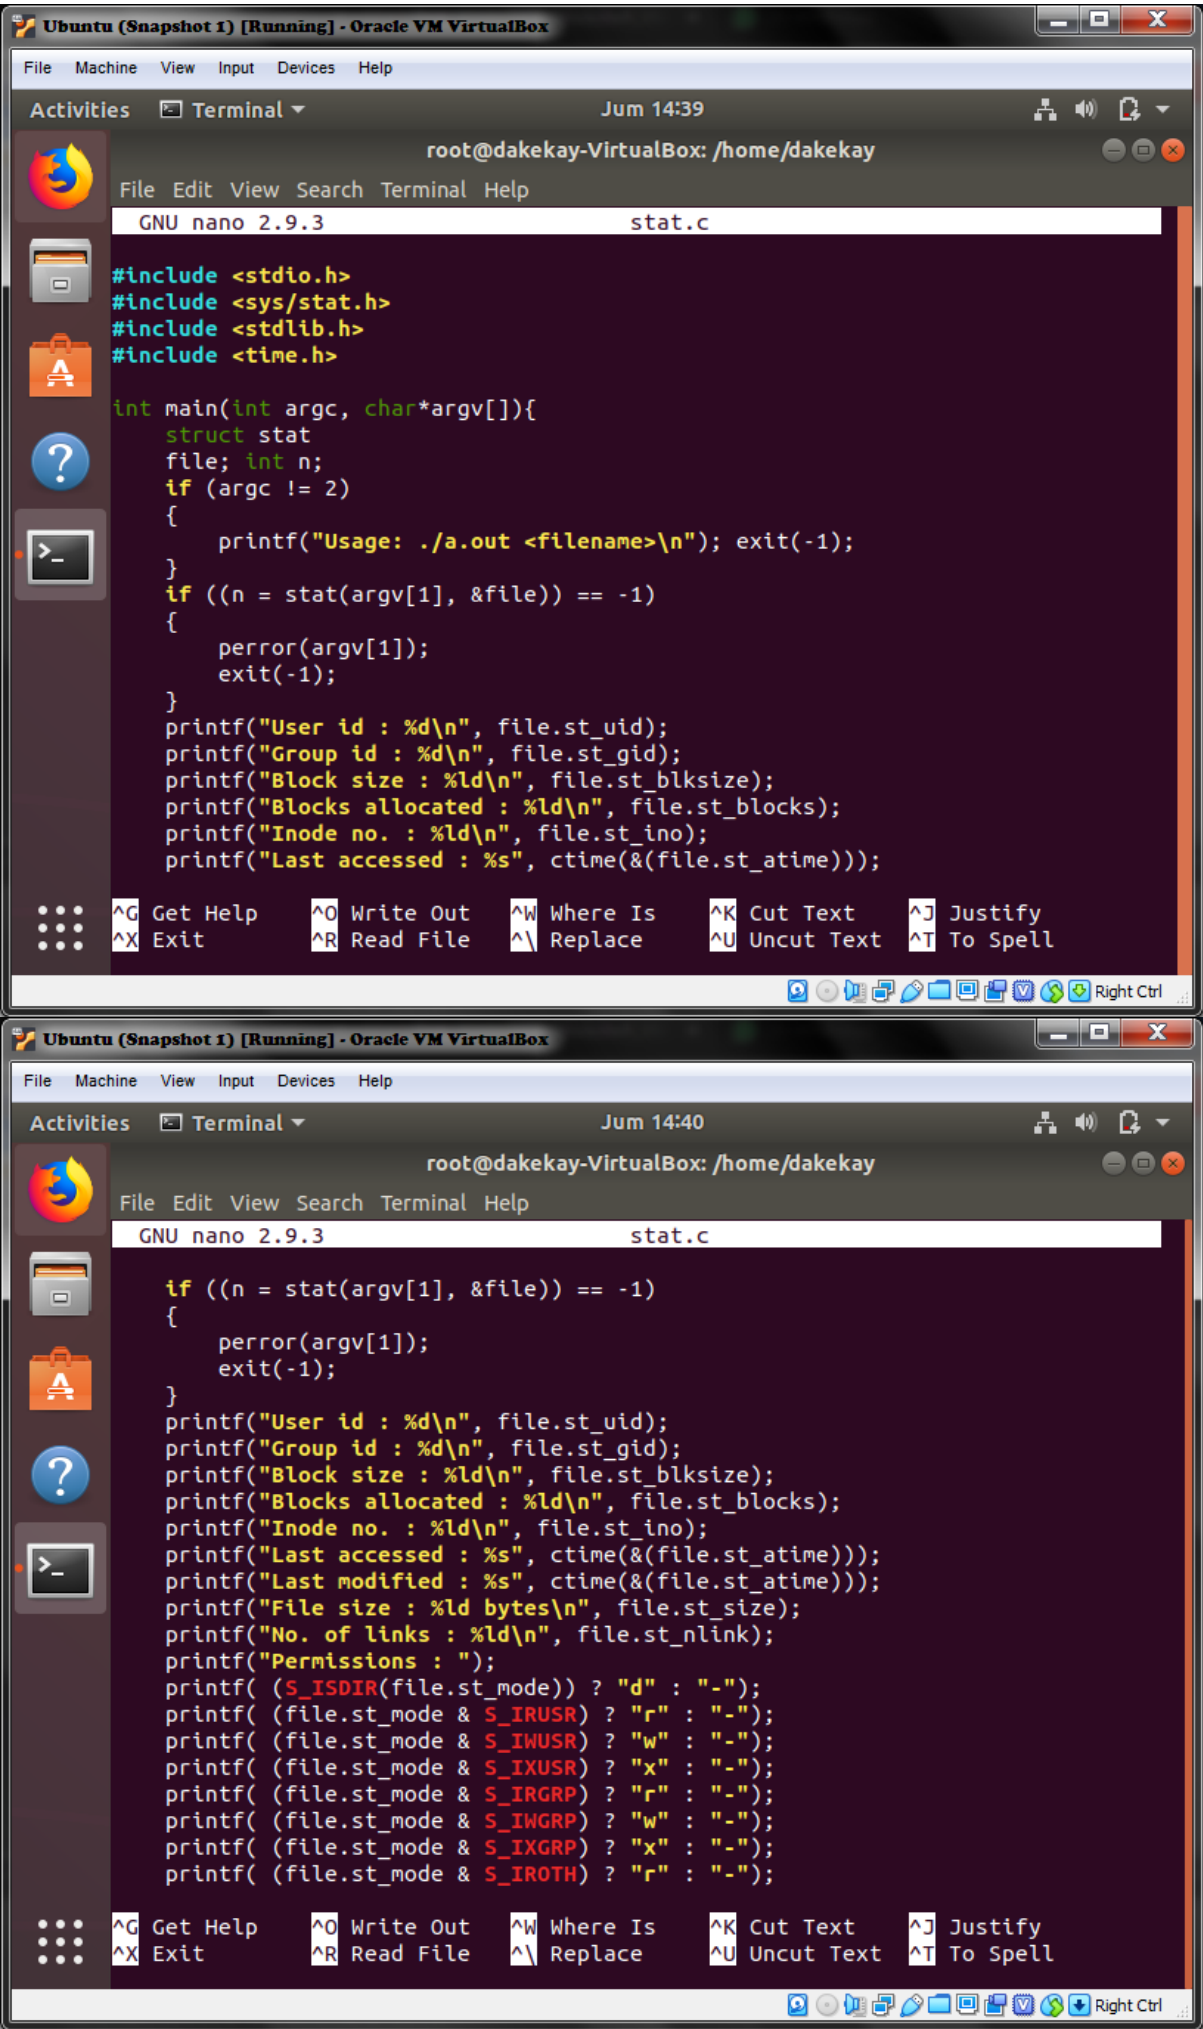 Ubuntu (Snapshot 1) [Running] - Oracle VM VirtualBox
File Machine View Input Devices Help
Activities Terminal Jum 14:39
root@dakekay-VirtualBox: /home/dakekay
File Edit View Search Terminal Help
GNU nano 2.9.3 stat.c
#include <stdio.h>
#include <sys/stat.h>
#include <stdlib.h>
#include <time.h>
int main(int argc, char*argv[]){
    struct stat
    file; int n;
    if (argc != 2)
    {
        printf("Usage: ./a.out <filename>\n"); exit(-1);
    }
    if ((n = stat(argv[1], &file)) == -1)
    {
        perror(argv[1]);
        exit(-1);
    }
    printf("User id : %d\n", file.st_uid);
    printf("Group id : %d\n", file.st_gid);
    printf("Block size : %ld\n", file.st_blksize);
    printf("Blocks allocated : %ld\n", file.st_blocks);
    printf("Inode no. : %ld\n", file.st_ino);
    printf("Last accessed : %s", ctime(&(file.st_atime)));
^G Get Help ^O Write Out ^W Where Is ^K Cut Text ^J Justify
^X Exit ^R Read File ^\ Replace ^U Uncut Text ^T To Spell
Right Ctrl
Ubuntu (Snapshot 1) [Running] - Oracle VM VirtualBox
File Machine View Input Devices Help
Activities Terminal Jum 14:40
root@dakekay-VirtualBox: /home/dakekay
File Edit View Search Terminal Help
GNU nano 2.9.3 stat.c
    if ((n = stat(argv[1], &file)) == -1)
    {
        perror(argv[1]);
        exit(-1);
    }
    printf("User id : %d\n", file.st_uid);
    printf("Group id : %d\n", file.st_gid);
    printf("Block size : %ld\n", file.st_blksize);
    printf("Blocks allocated : %ld\n", file.st_blocks);
    printf("Inode no. : %ld\n", file.st_ino);
    printf("Last accessed : %s", ctime(&(file.st_atime)));
    printf("Last modified : %s", ctime(&(file.st_atime)));
    printf("File size : %ld bytes\n", file.st_size);
    printf("No. of links : %ld\n", file.st_nlink);
    printf("Permissions : ");
    printf( (S_ISDIR(file.st_mode)) ? "d" : "-");
    printf( (file.st_mode & S_IRUSR) ? "r" : "-");
    printf( (file.st_mode & S_IWUSR) ? "w" : "-");
    printf( (file.st_mode & S_IXUSR) ? "x" : "-");
    printf( (file.st_mode & S_IRGRP) ? "r" : "-");
    printf( (file.st_mode & S_IWGRP) ? "w" : "-");
    printf( (file.st_mode & S_IXGRP) ? "x" : "-");
    printf( (file.st_mode & S_IROTH) ? "r" : "-");
^G Get Help ^O Write Out ^W Where Is ^K Cut Text ^J Justify
^X Exit ^R Read File ^\ Replace ^U Uncut Text ^T To Spell
Right Ctrl